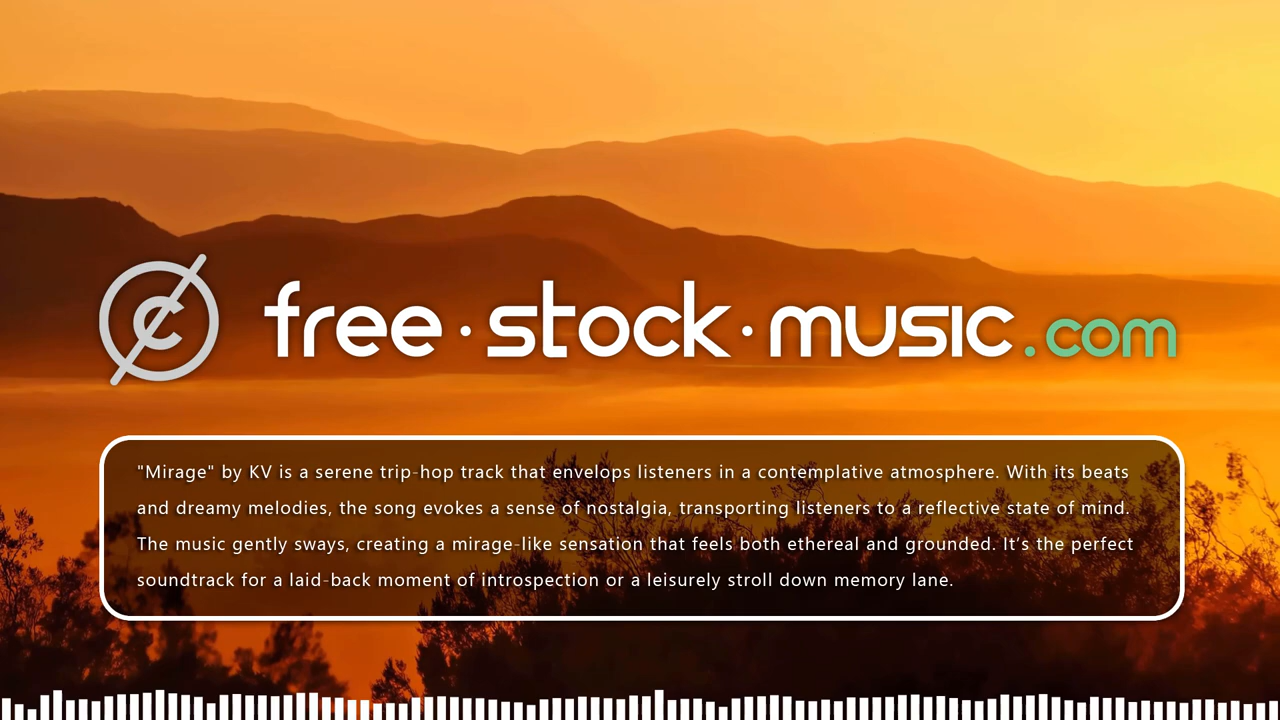 free·stock·music.com
"Mirage" by KV is a serene trip-hop track that envelops listeners in a contemplative atmosphere. With its beats
and dreamy melodies, the song evokes a sense of nostalgia, transporting listeners to a reflective state of mind.
The music gently sways, creating a mirage-like sensation that feels both ethereal and grounded. It’s the perfect
soundtrack for a laid-back moment of introspection or a leisurely stroll down memory lane.